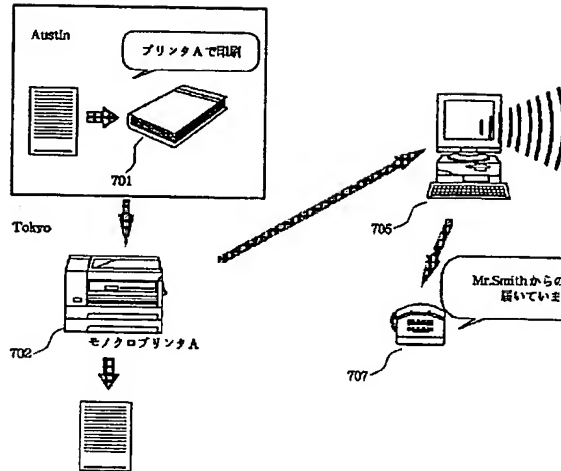 Austin
プリンタAで印刷
701
Tokyo
705
Mr.Smithからの
届いていま
702
モノクロプリンタA
707